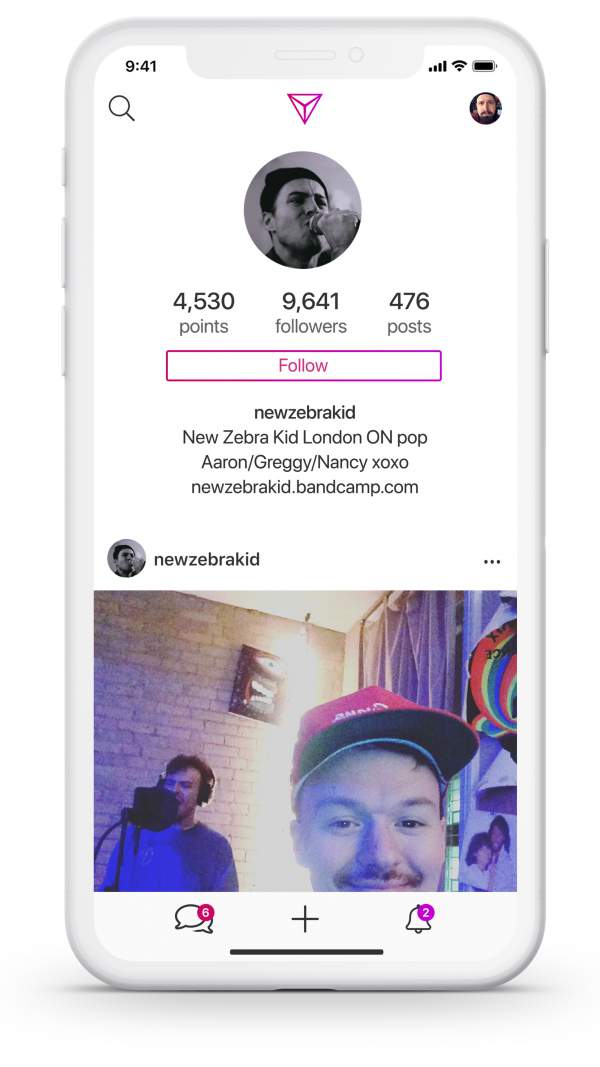 9:41
4,530 9,641 476
points followers posts
Follow
newzebrakid
New Zebra Kid London ON pop
Aaron/Greggy/Nancy xoxo
newzebrakid.bandcamp.com
newzebrakid
6 2